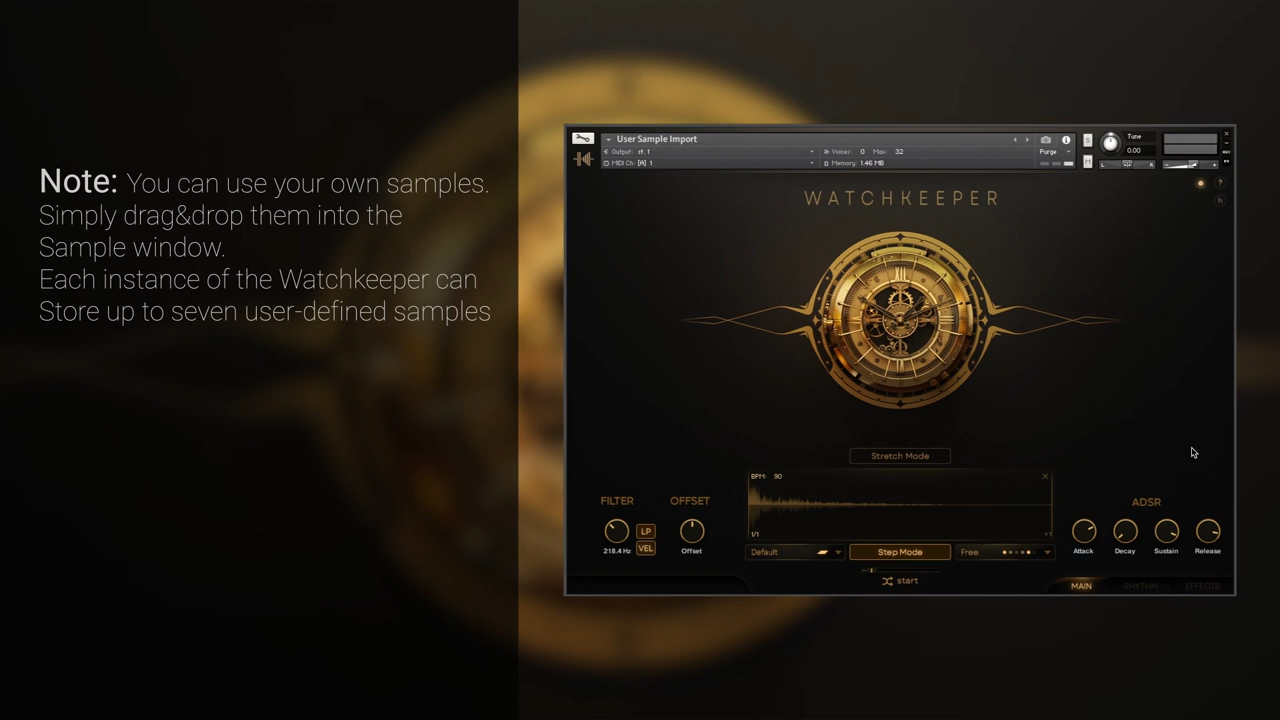 Note: You can use your own samples.
Simply drag&drop them into the
Sample window.
Each instance of the Watchkeeper can
Store up to seven user-defined samples
User Sample Import
Output: st. 1
Voices: 0 Max: 32
Purge
MIDI Ch: [A] 1
Memory: 1.46 MB
S
M
Tune
0.00
L
R
?
h
WATCHKEEPER
Stretch Mode
BPM: 90
1/1
×1
FILTER
OFFSET
218.4 Hz
LP
VEL
Offset
Default
Step Mode
Free
start
ADSR
Attack
Decay
Sustain
Release
MAIN
RHYTHM
EFFECTS